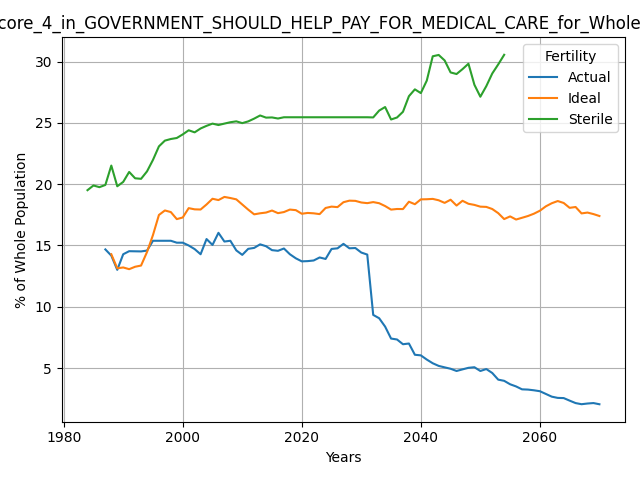 core_4_in_GOVERNMENT_SHOULD_HELP_PAY_FOR_MEDICAL_CARE_for_Whole
Fertility
Actual
Ideal
Sterile
% of Whole Population
30
25
20
15
10
5
1980
2000
2020
2040
2060
Years